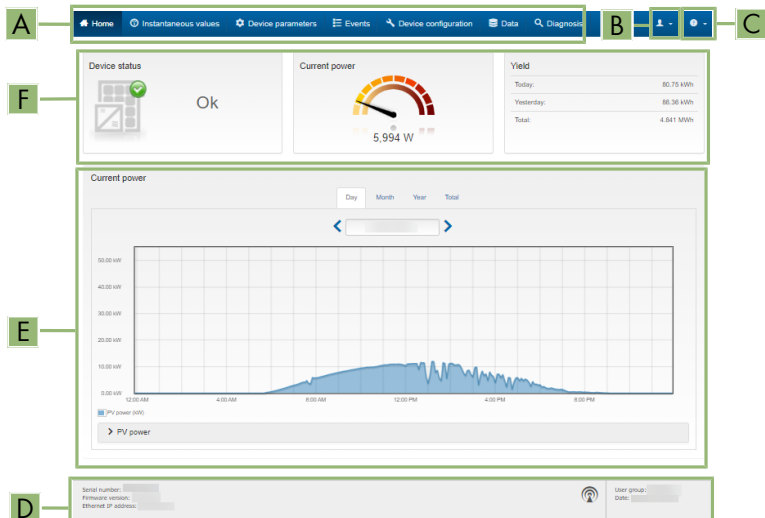 A
Home Instantaneous values Device parameters Events Device configuration Data Diagnosis
B
C
F
Device status
Ok
Current power
5,994 W
Yield
Today: 80.75 kWh
Yesterday: 88.36 kWh
Total: 4.841 MWh
E
Current power
Day Month Year Total
50.00 kW
40.00 kW
30.00 kW
20.00 kW
10.00 kW
0.00 kW
12:00 AM 4:00 AM 8:00 AM 12:00 PM 4:00 PM 8:00 PM
PV power (kW)
PV power
D
Serial number:
Firmware version:
Ethernet IP address:
User group:
Date: